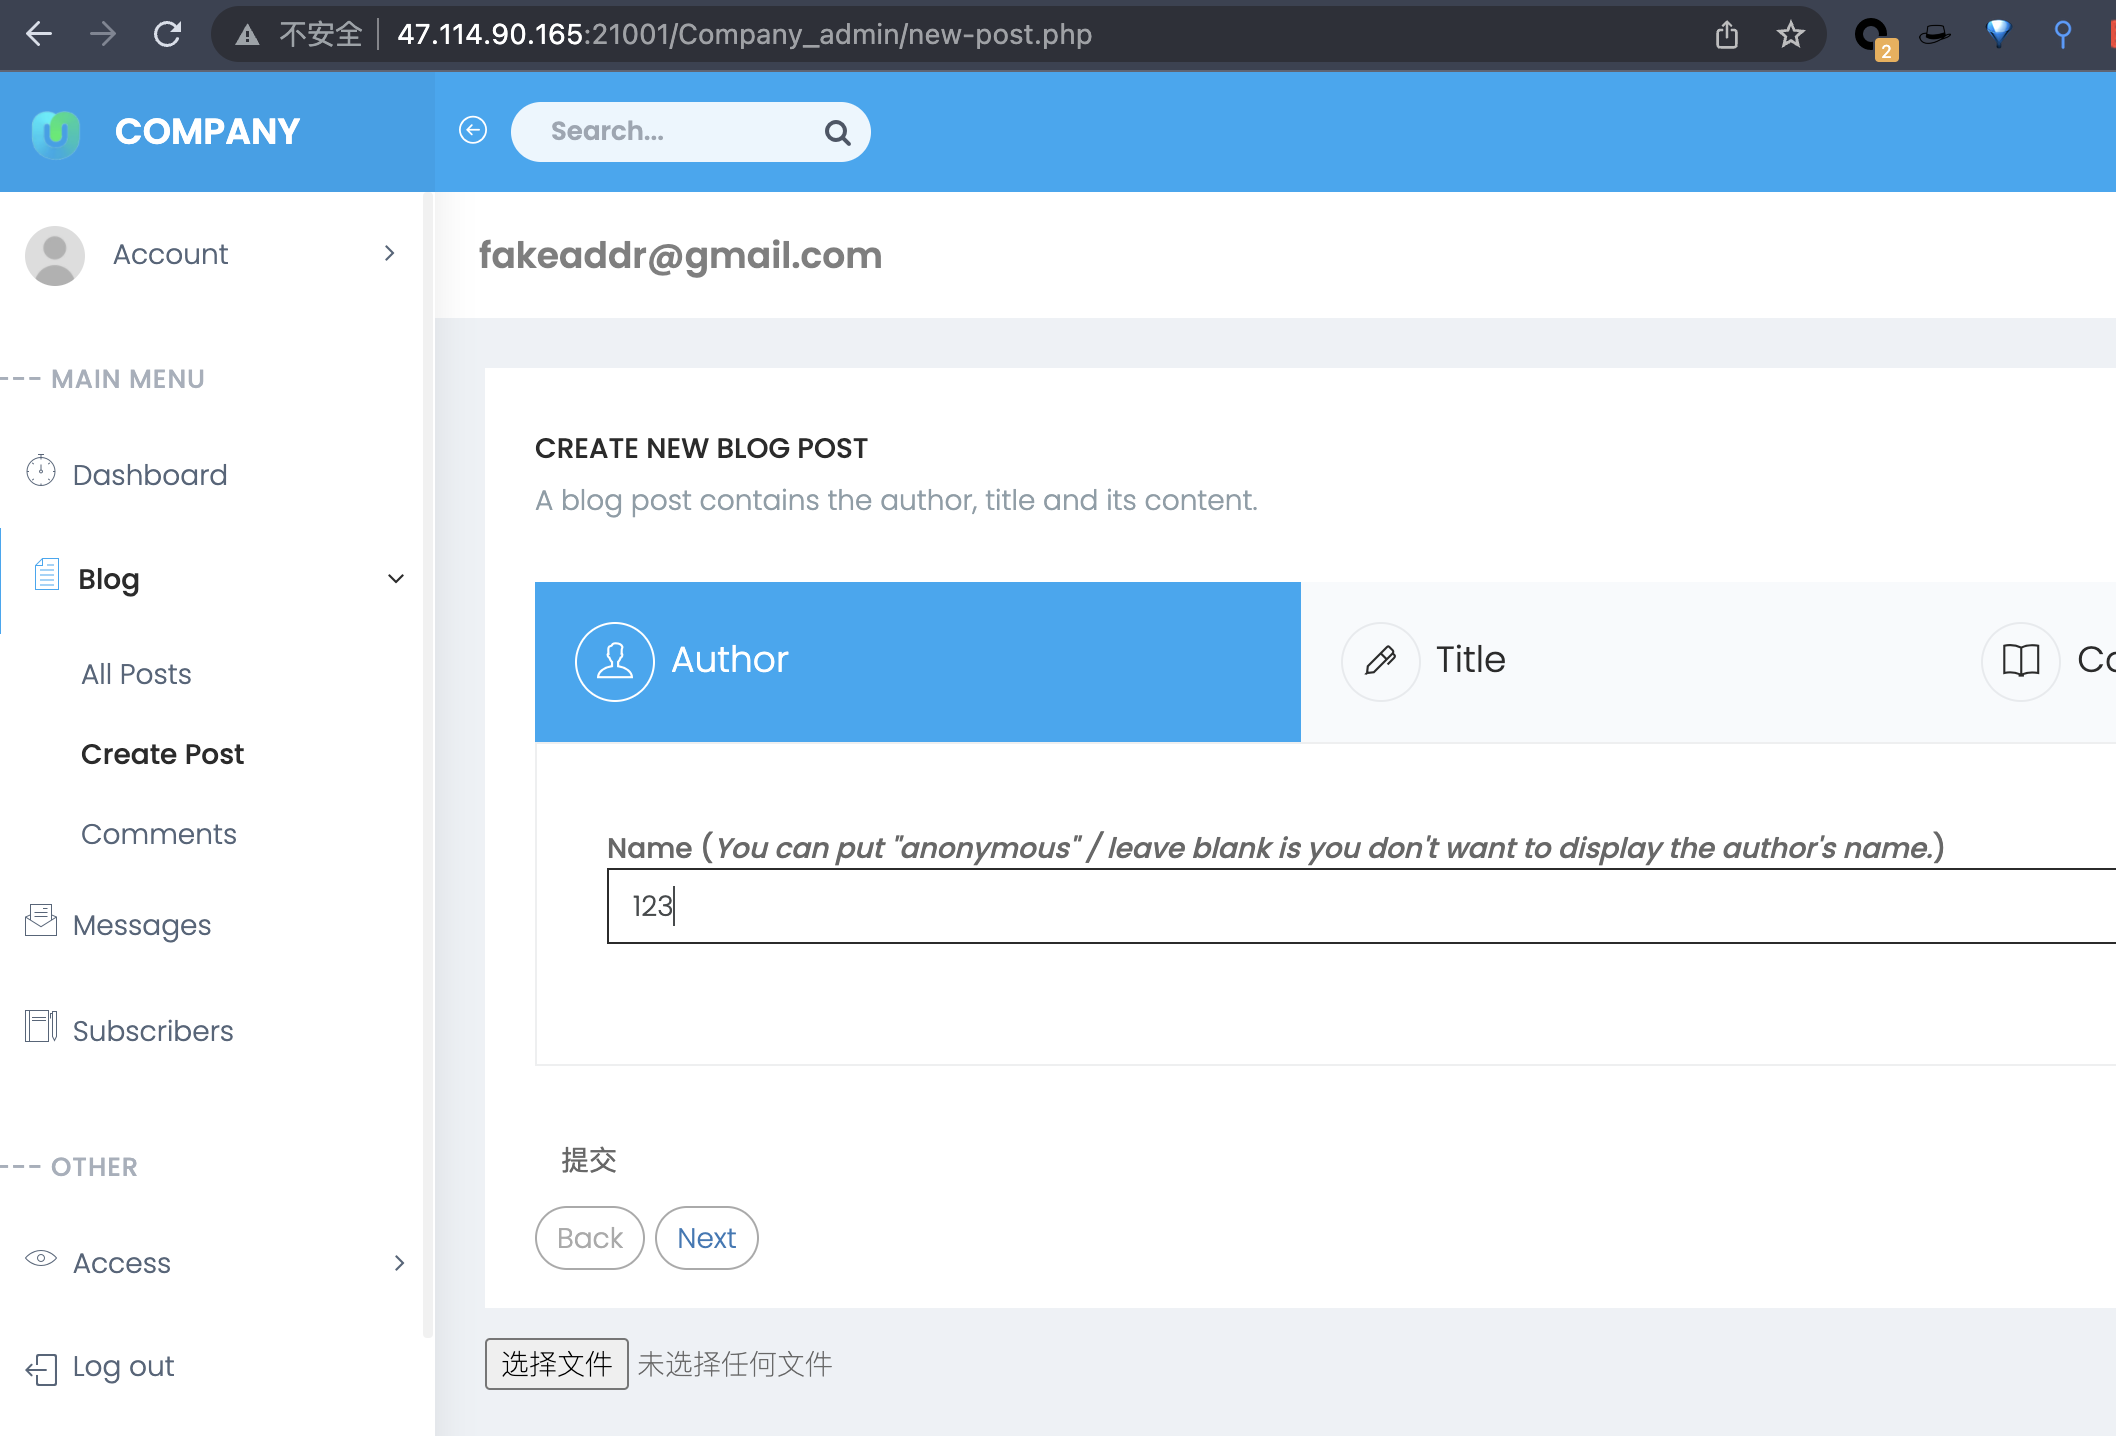 不安全 47.114.90.165:21001/Company_admin/new-post.php
2
COMPANY
Search...
Account
fakeaddr@gmail.com
--- MAIN MENU
Dashboard
Blog
All Posts
Create Post
Comments
Messages
Subscribers
--- OTHER
Access
Log out
CREATE NEW BLOG POST
A blog post contains the author, title and its content.
Author
Title
Co
Name (You can put "anonymous" / leave blank is you don't want to display the author's name.)
123
提交
Back
Next
选择文件 未选择任何文件